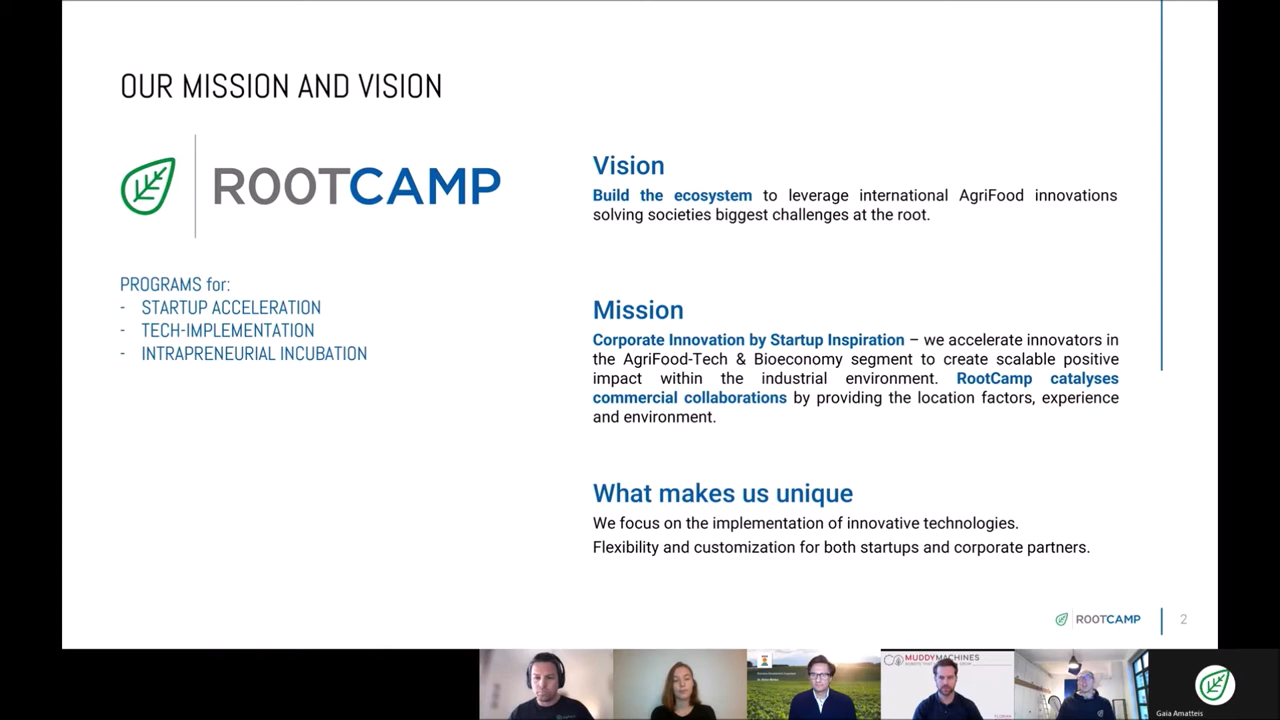 OUR MISSION AND VISION
ROOTCAMP
PROGRAMS for:
- STARTUP ACCELERATION
- TECH-IMPLEMENTATION
- INTRAPRENEURIAL INCUBATION
Vision
Build the ecosystem to leverage international AgriFood innovations
solving societies biggest challenges at the root.
Mission
Corporate Innovation by Startup Inspiration – we accelerate innovators in
the AgriFood-Tech & Bioeconomy segment to create scalable positive
impact within the industrial environment. RootCamp catalyses
commercial collaborations by providing the location factors, experience
and environment.
What makes us unique
We focus on the implementation of innovative technologies.
Flexibility and customization for both startups and corporate partners.
ROOTCAMP
2
MUDDYMACHINES
Gaia Amatteis